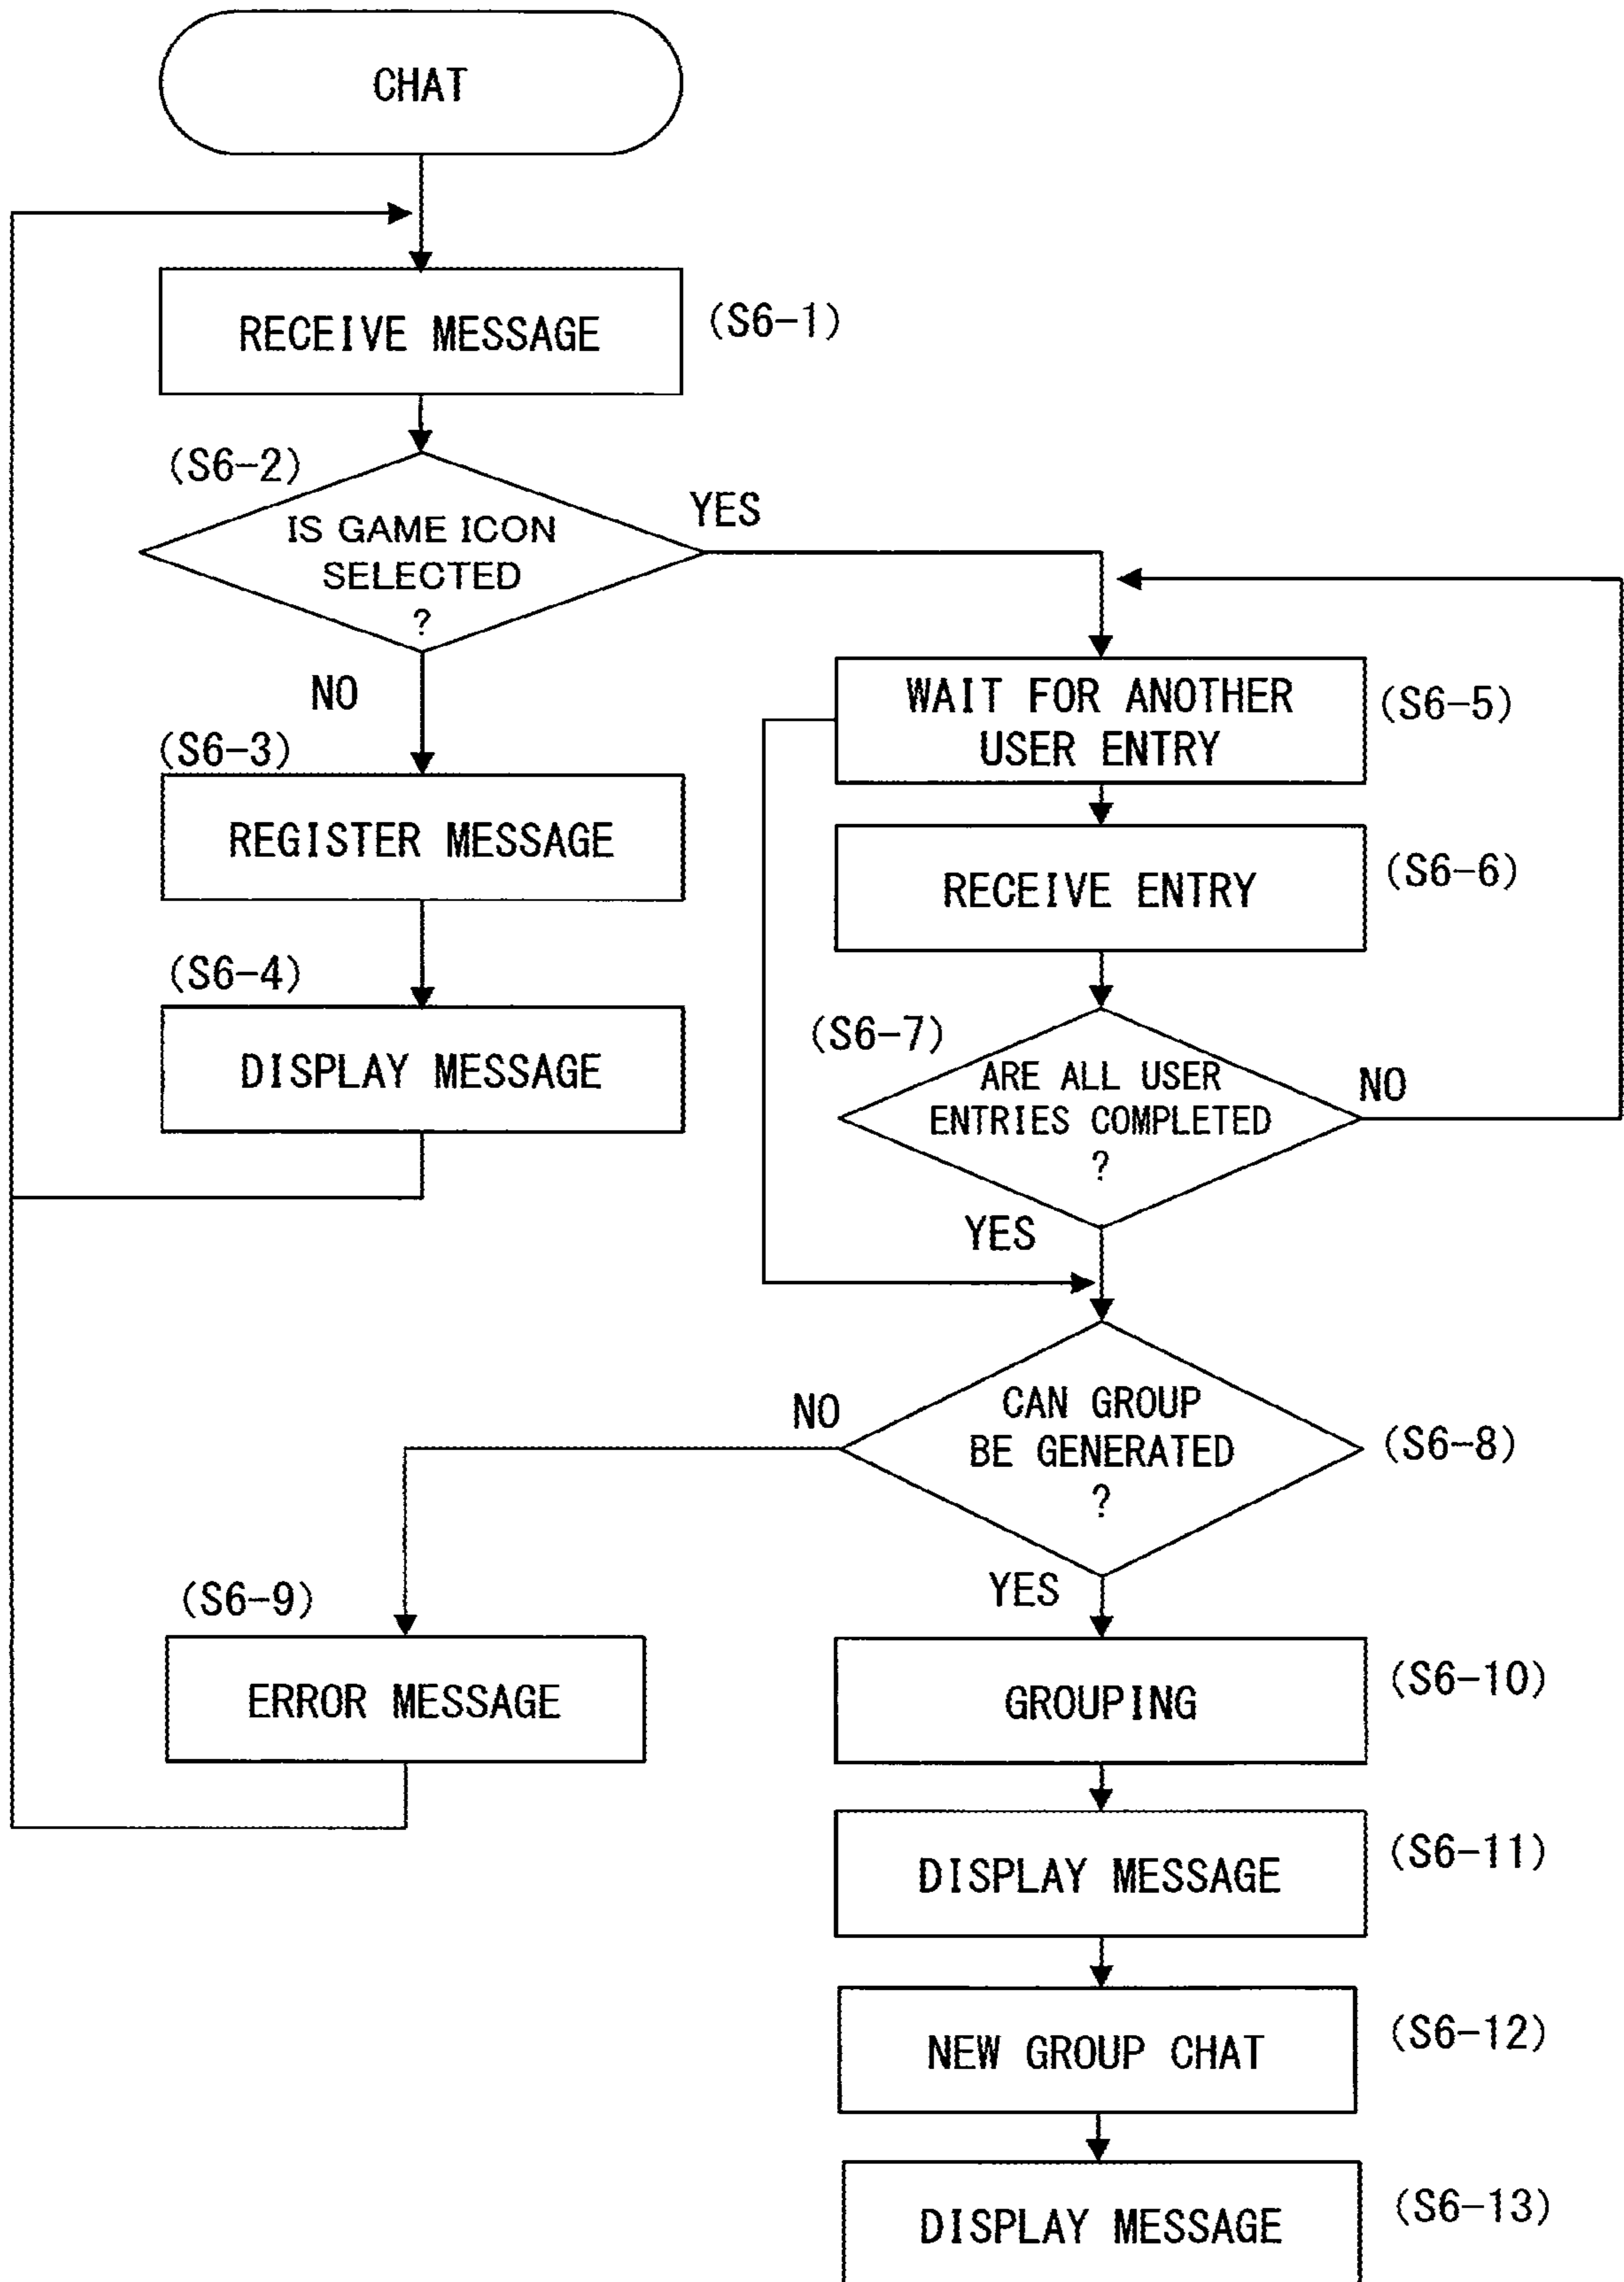 CHAT
RECEIVE MESSAGE
(S6-1)
(S6-2)
IS GAME ICON
SELECTED
?
YES
NO
(S6-3)
REGISTER MESSAGE
(S6-4)
DISPLAY MESSAGE
WAIT FOR ANOTHER
USER ENTRY
(S6-5)
RECEIVE ENTRY
(S6-6)
(S6-7)
ARE ALL USER
ENTRIES COMPLETED
?
NO
YES
CAN GROUP
BE GENERATED
?
(S6-8)
NO
YES
(S6-9)
ERROR MESSAGE
GROUPING
(S6-10)
DISPLAY MESSAGE
(S6-11)
NEW GROUP CHAT
(S6-12)
DISPLAY MESSAGE
(S6-13)